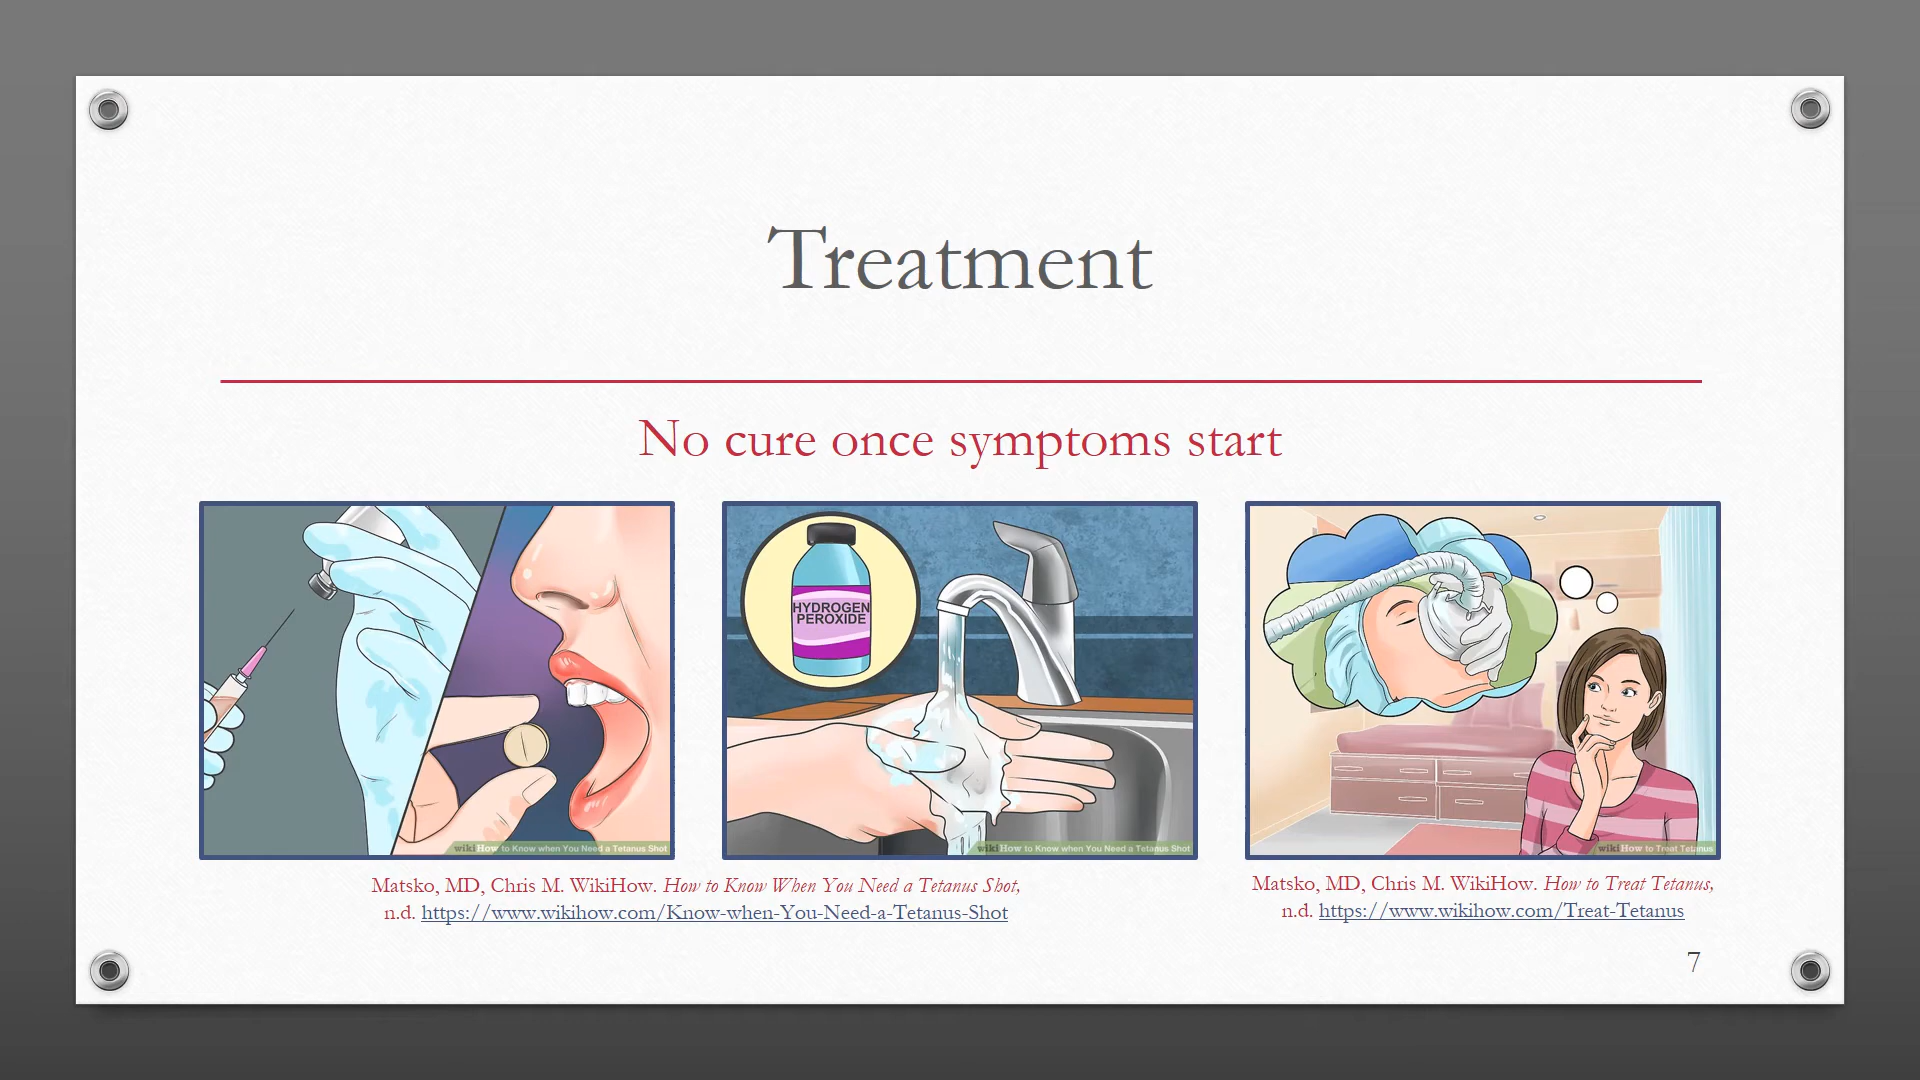 Treatment
No cure once symptoms start
HYDROGEN
PEROXIDE
wikiHow to Know when You Need a Tetanus Shot
wikiHow to Know when You Need a Tetanus Shot
wikiHow to Treat Tetanus
Matsko, MD, Chris M. WikiHow. How to Know When You Need a Tetanus Shot,
n.d. https://www.wikihow.com/Know-when-You-Need-a-Tetanus-Shot
Matsko, MD, Chris M. WikiHow. How to Treat Tetanus,
n.d. https://www.wikihow.com/Treat-Tetanus
7